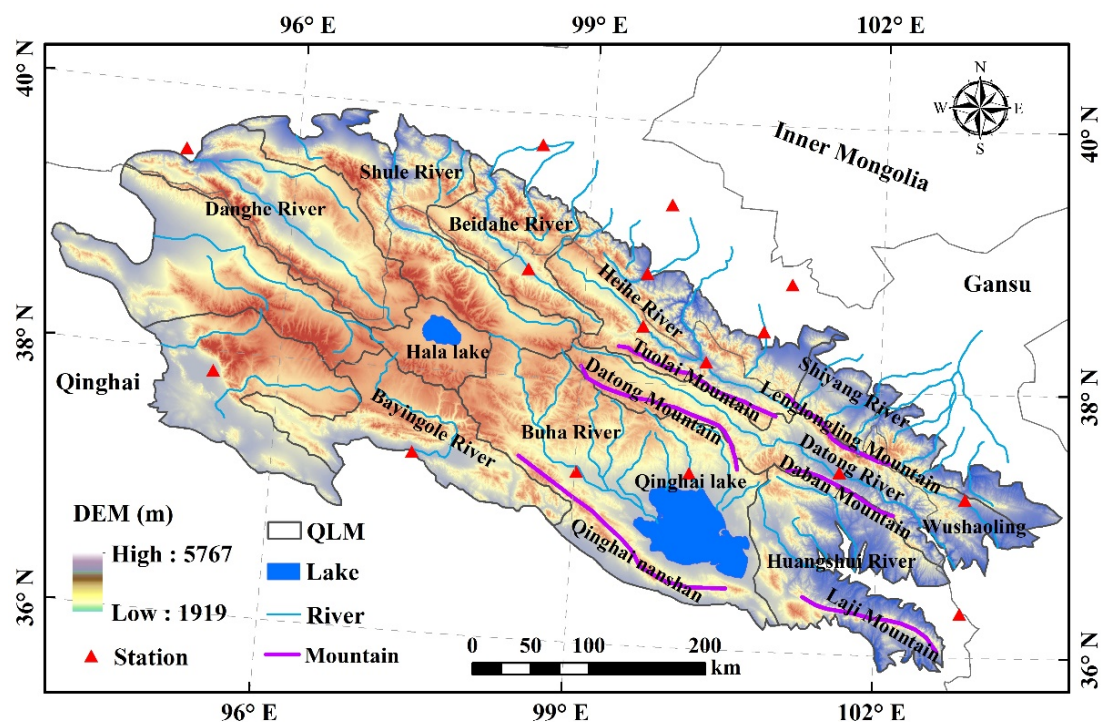 96° E
99° E
102° E
40° N
40° N
N
W
E
S
Inner Mongolia
Shule River
Danghe River
Beidahe River
Heihe River
Gansu
38° N
Hala lake
Qinghai
Tuolai Mountain
Shiyang River
Datong Mountain
Lenglongling Mountain
38° N
Bayingole River
Buha River
Datong River
Qinghai lake
Daban Mountain
Wushaoling
DEM (m)
High : 5767
Low : 1919
Station
QLM
Lake
River
Mountain
Qinghai nanshan
Huangshui River
Laji Mountain
36° N
36° N
0
50
100
200
km
96° E
99° E
102° E